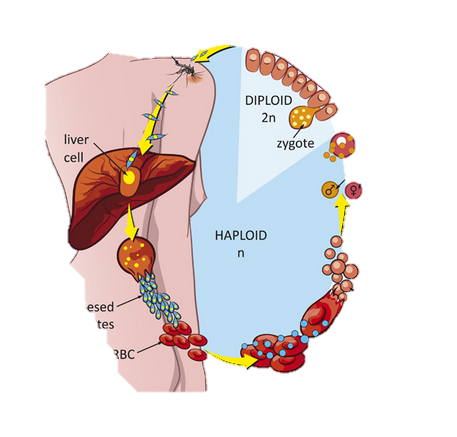 DIPLOID
2n
zygote
liver
cell
HAPLOID
n
esed
tes
RBC